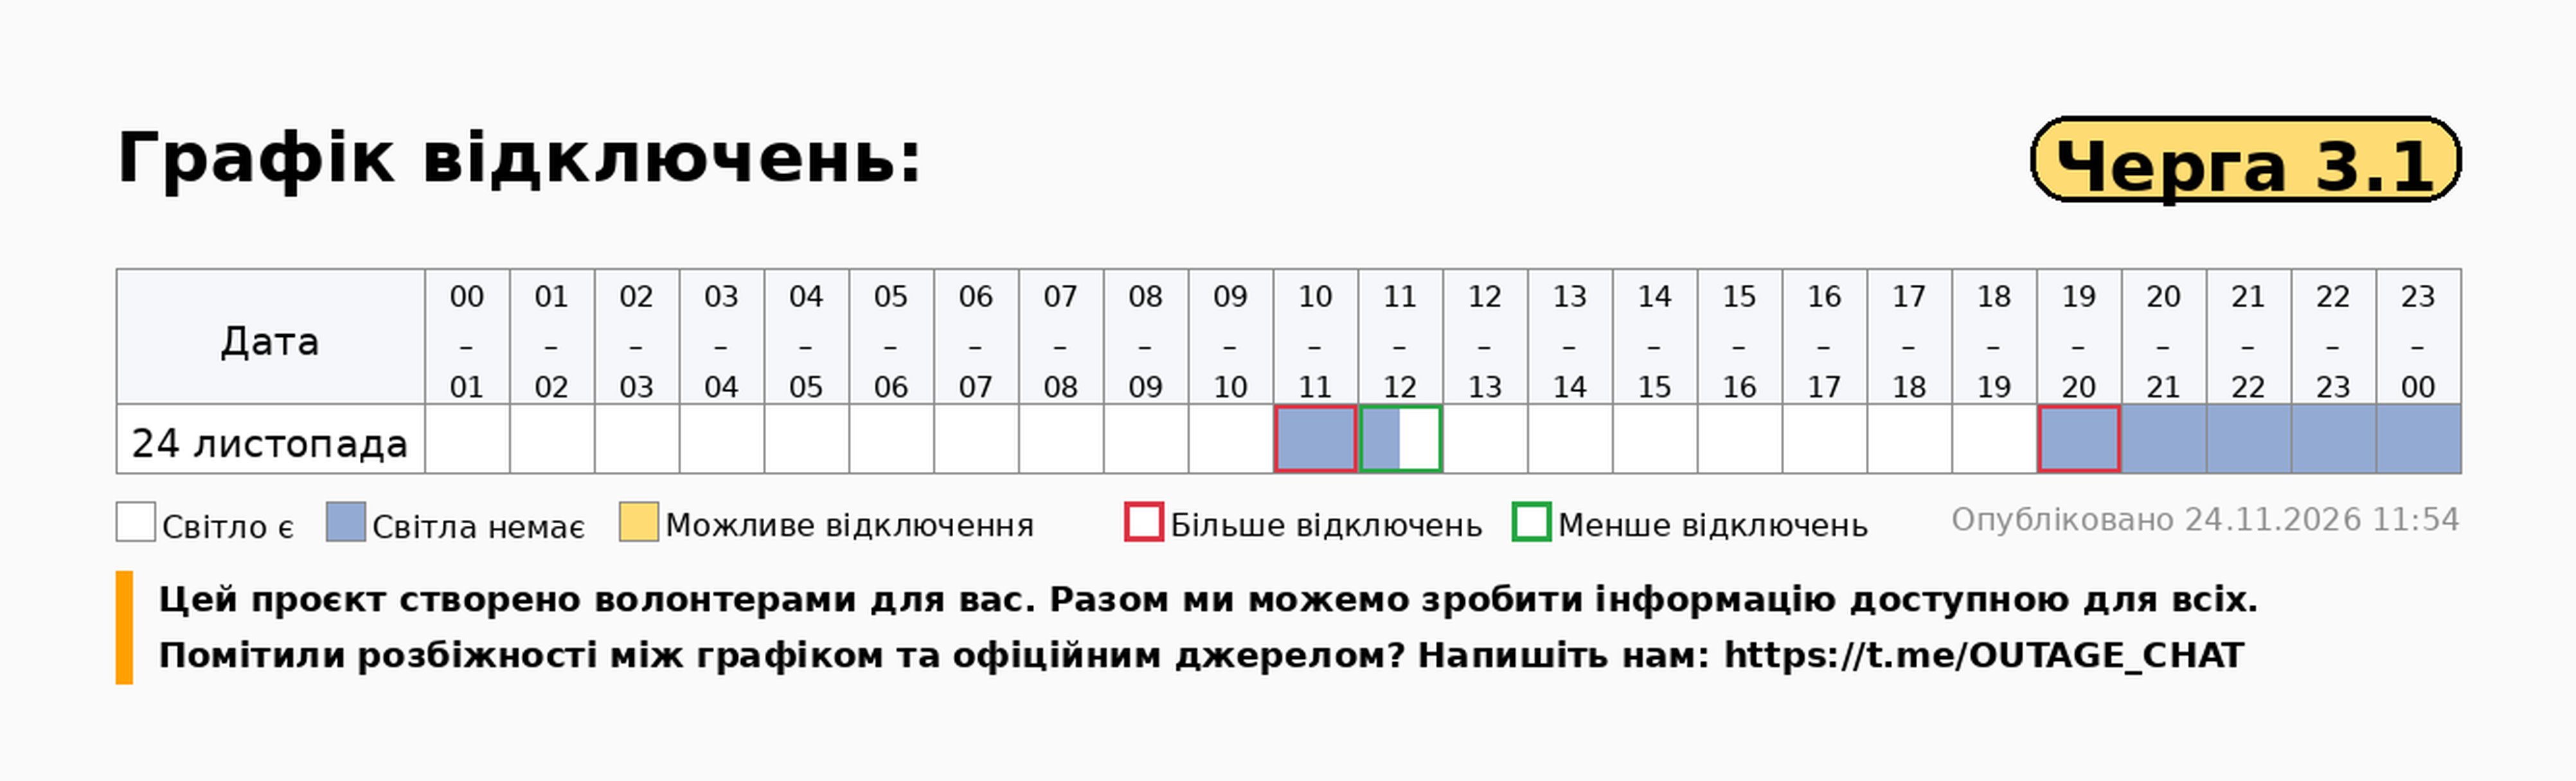 Графік відключень:
Черга 3.1
Дата
00 – 01
01 – 02
02 – 03
03 – 04
04 – 05
05 – 06
06 – 07
07 – 08
08 – 09
09 – 10
10 – 11
11 – 12
12 – 13
13 – 14
14 – 15
15 – 16
16 – 17
17 – 18
18 – 19
19 – 20
20 – 21
21 – 22
22 – 23
23 – 00
24 листопада
Світло є
Світла немає
Можливе відключення
Більше відключень
Менше відключень
Опубліковано 24.11.2026 11:54
Цей проєкт створено волонтерами для вас. Разом ми можемо зробити інформацію доступною для всіх.
Помітили розбіжності між графіком та офіційним джерелом? Напишіть нам: https://t.me/OUTAGE_CHAT